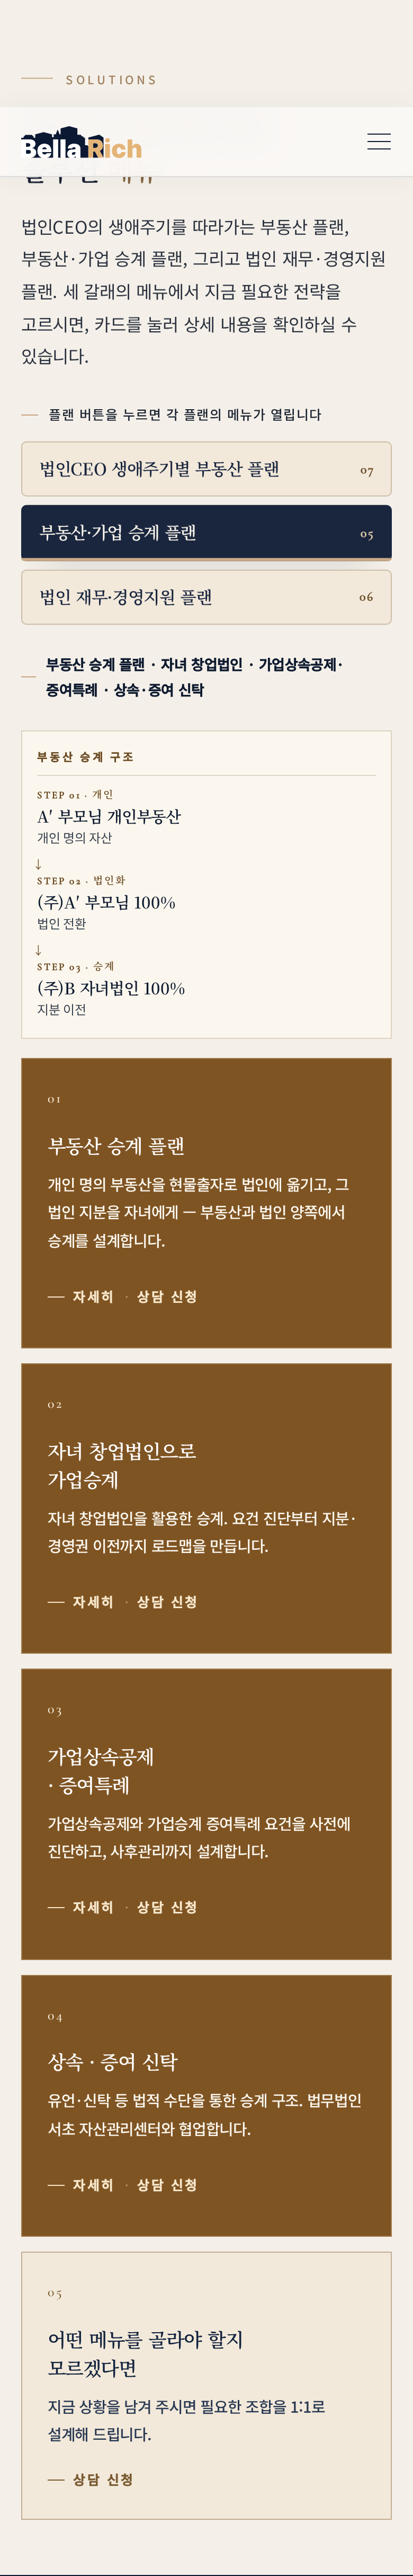 SOLUTIONS
Bella Rich
법인CEO의 생애주기를 따라가는 부동산 플랜,
부동산·가업 승계 플랜, 그리고 법인 재무·경영지원
플랜. 세 갈래의 메뉴에서 지금 필요한 전략을
고르시면, 카드를 눌러 상세 내용을 확인하실 수
있습니다.
플랜 버튼을 누르면 각 플랜의 메뉴가 열립니다
법인CEO 생애주기별 부동산 플랜 07
부동산·가업 승계 플랜 05
법인 재무·경영지원 플랜 06
부동산 승계 플랜 · 자녀 창업법인 · 가업상속공제·
증여특례 · 상속·증여 신탁
부동산 승계 구조
STEP 01 · 개인
A′ 부모님 개인부동산
개인 명의 자산
↓
STEP 02 · 법인화
(주)A′ 부모님 100%
법인 전환
↓
STEP 03 · 승계
(주)B 자녀법인 100%
지분 이전
01
부동산 승계 플랜
개인 명의 부동산을 현물출자로 법인에 옮기고, 그
법인 지분을 자녀에게 — 부동산과 법인 양쪽에서
승계를 설계합니다.
— 자세히 · 상담 신청
02
자녀 창업법인으로
가업승계
자녀 창업법인을 활용한 승계. 요건 진단부터 지분·
경영권 이전까지 로드맵을 만듭니다.
— 자세히 · 상담 신청
03
가업상속공제
· 증여특례
가업상속공제와 가업승계 증여특례 요건을 사전에
진단하고, 사후관리까지 설계합니다.
— 자세히 · 상담 신청
04
상속 · 증여 신탁
유언·신탁 등 법적 수단을 통한 승계 구조. 법무법인
서초 자산관리센터와 협업합니다.
— 자세히 · 상담 신청
05
어떤 메뉴를 골라야 할지
모르겠다면
지금 상황을 남겨 주시면 필요한 조합을 1:1로
설계해 드립니다.
— 상담 신청